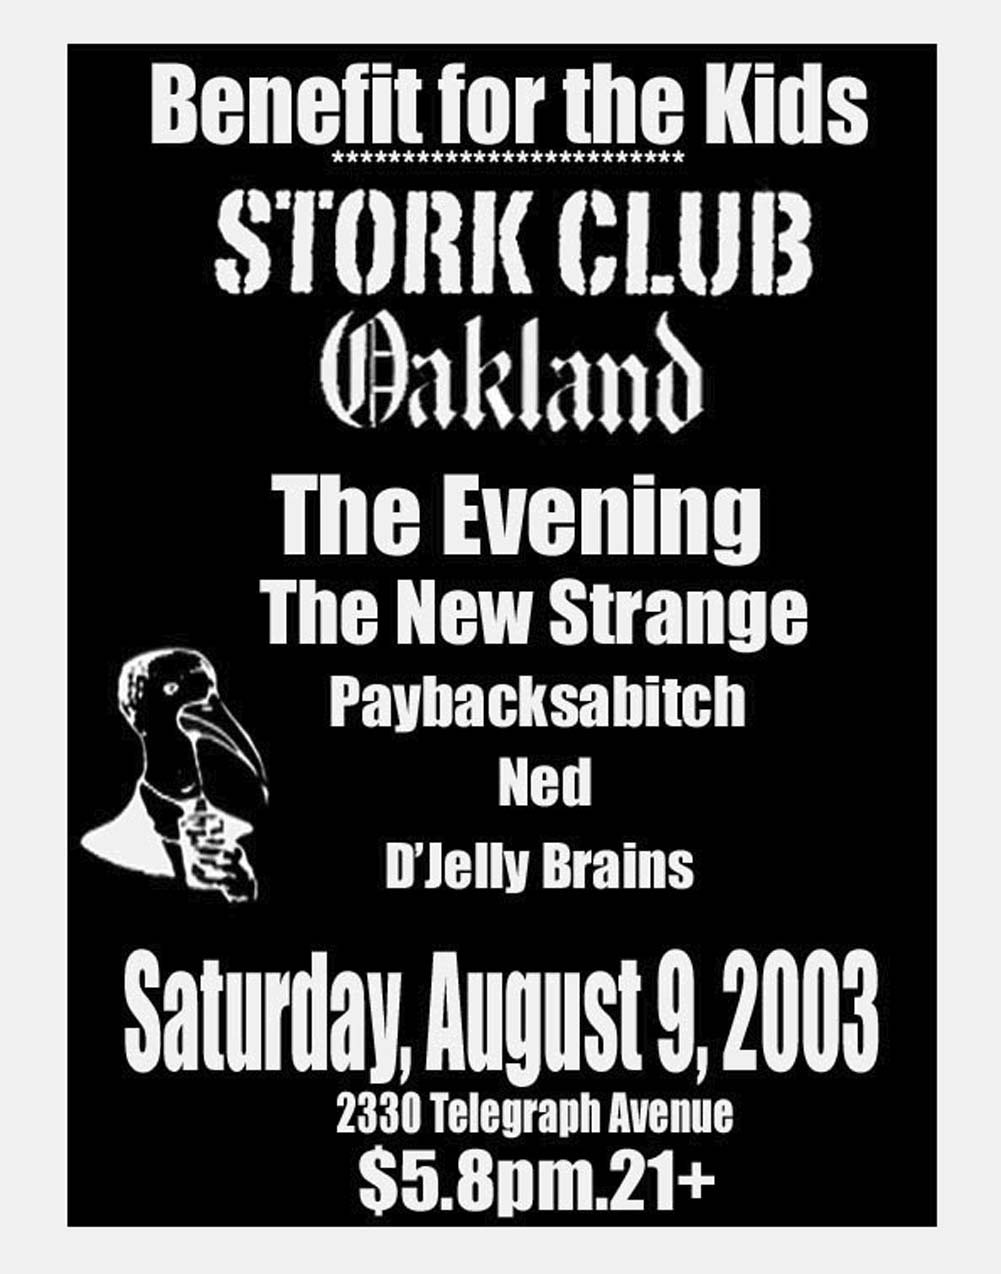 Benefit for the Kids
*************************
STORK CLUB
Oakland
The Evening
The New Strange
Paybacksabitch
Ned
D'Jelly Brains
Saturday, August 9, 2003
2330 Telegraph Avenue
$5.8pm.21+